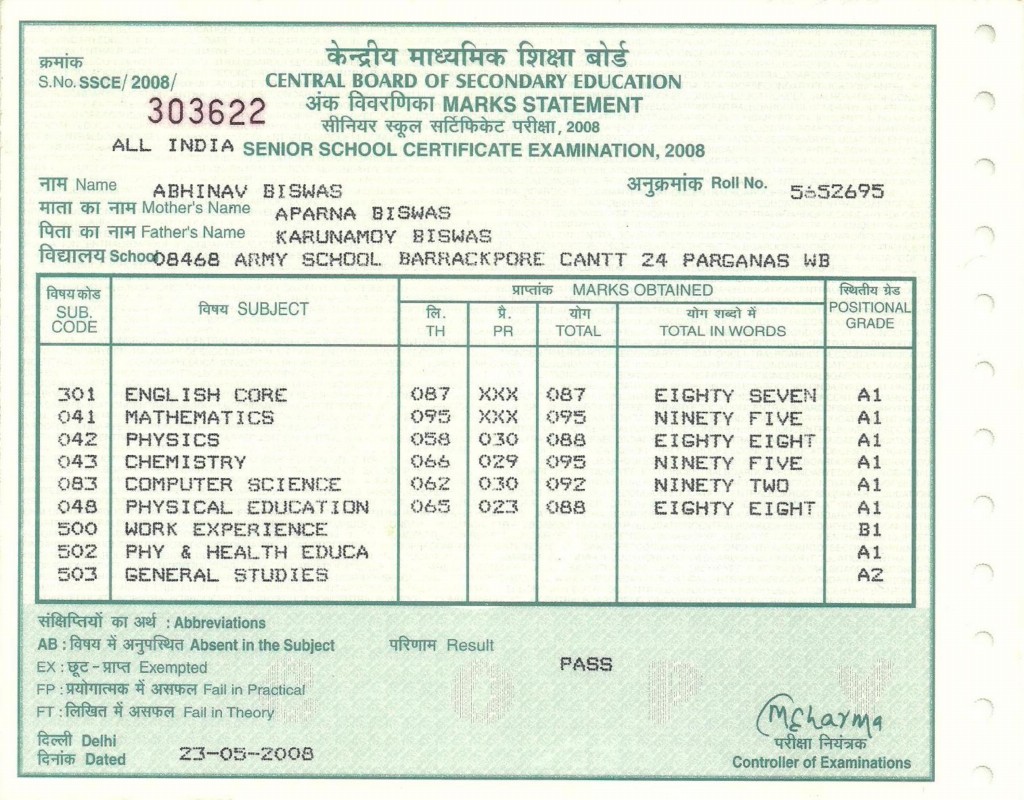 केन्द्रीय माध्यमिक शिक्षा बोर्ड
क्रमांक
S.No. SSCE/ 2008/
CENTRAL BOARD OF SECONDARY EDUCATION
303622
अंक विवरणिका MARKS STATEMENT
सीनियर स्कूल सर्टिफिकेट परीक्षा, 2008
ALL INDIA SENIOR SCHOOL CERTIFICATE EXAMINATION, 2008
नाम Name ABHINAV BISWAS अनुक्रमांक Roll No. 5652695
माता का नाम Mother's Name APARNA BISWAS
पिता का नाम Father's Name KARUNAMOY BISWAS
विद्यालय School 08468 ARMY SCHOOL BARRACKPORE CANTT 24 PARGANAS WB
विषय कोड SUB. CODE विषय SUBJECT प्राप्तांक MARKS OBTAINED स्थितीय ग्रेड POSITIONAL GRADE
लि. प्रै. योग योग शब्दो में
TH PR TOTAL TOTAL IN WORDS
301 ENGLISH CORE 087 XXX 087 EIGHTY SEVEN A1
041 MATHEMATICS 095 XXX 095 NINETY FIVE A1
042 PHYSICS 058 030 088 EIGHTY EIGHT A1
043 CHEMISTRY 066 029 095 NINETY FIVE A1
083 COMPUTER SCIENCE 062 030 092 NINETY TWO A1
048 PHYSICAL EDUCATION 065 023 088 EIGHTY EIGHT A1
500 WORK EXPERIENCE B1
502 PHY & HEALTH EDUCA A1
503 GENERAL STUDIES A2
संक्षिप्तियों का अर्थ : Abbreviations
AB : विषय में अनुपस्थित Absent in the Subject परिणाम Result
EX : छूट - प्राप्त Exempted PASS
FP : प्रयोगात्मक में असफल Fail in Practical
FT : लिखित में असफल Fail in Theory
COPY
MCharma
दिल्ली Delhi परीक्षा नियंत्रक
दिनांक Dated 23-05-2008 Controller of Examinations